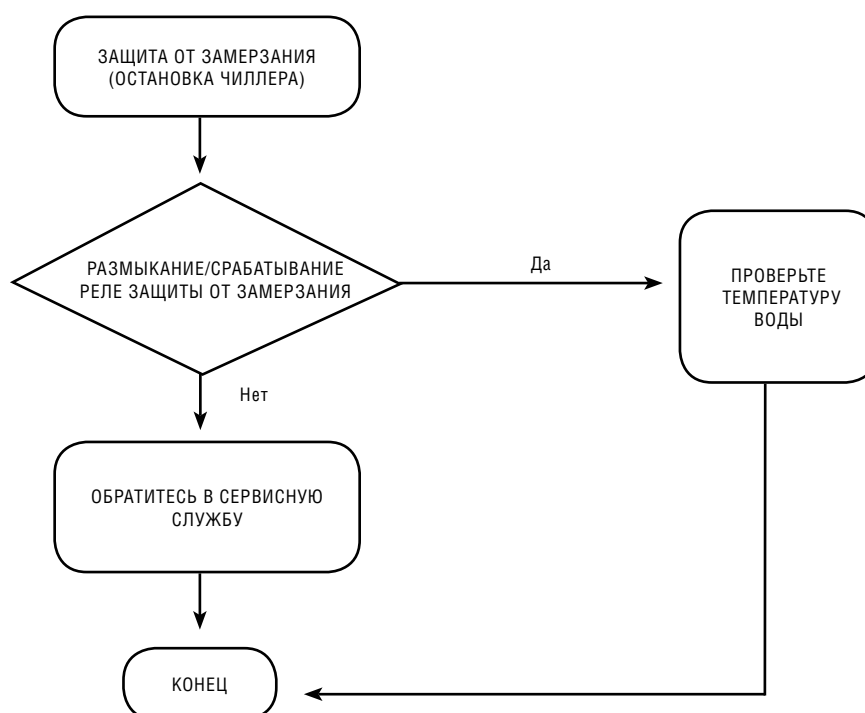 ЗАЩИТА ОТ ЗАМЕРЗАНИЯ
(ОСТАНОВКА ЧИЛЛЕРА)
РАЗМЫКАНИЕ/СРАБАТЫВАНИЕ
РЕЛЕ ЗАЩИТЫ ОТ ЗАМЕРЗАНИЯ
Да
ПРОВЕРЬТЕ
ТЕМПЕРАТУРУ
ВОДЫ
Нет
ОБРАТИТЕСЬ В СЕРВИСНУЮ
СЛУЖБУ
КОНЕЦ